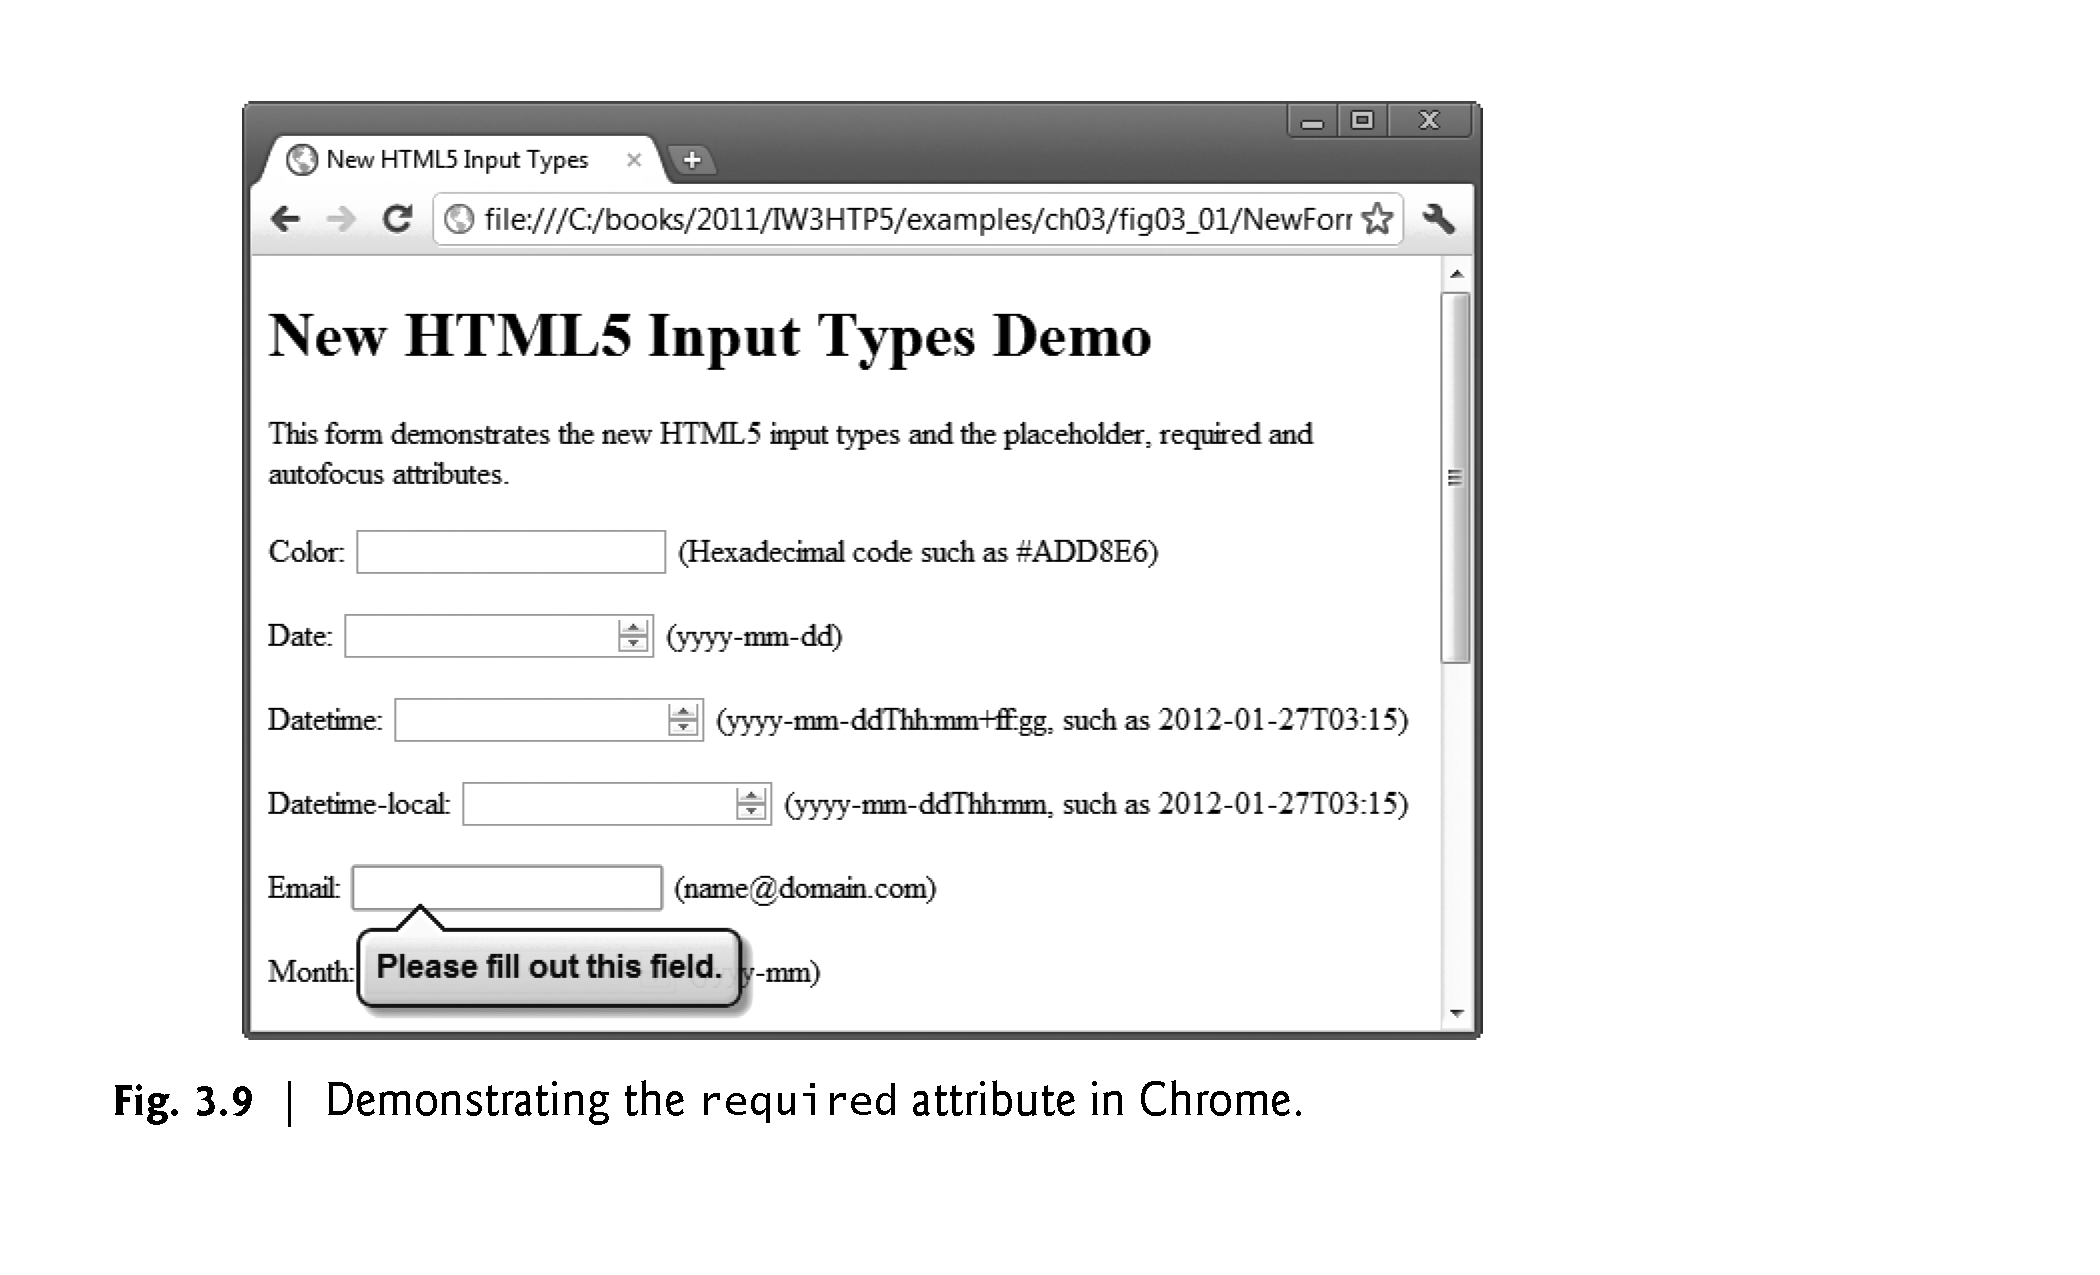 New HTML5 Input Types
file:///C:/books/2011/IW3HTP5/examples/ch03/fig03_01/NewForr
New HTML5 Input Types Demo
This form demonstrates the new HTML5 input types and the placeholder, required and
autofocus attributes.
Color: (Hexadecimal code such as #ADD8E6)
Date: (yyyy-mm-dd)
Datetime: (yyyy-mm-ddThh:mm+ff:gg, such as 2012-01-27T03:15)
Datetime-local: (yyyy-mm-ddThh:mm, such as 2012-01-27T03:15)
Email: (name@domain.com)
Please fill out this field.
Month: y-mm)
Fig. 3.9 | Demonstrating the required attribute in Chrome.